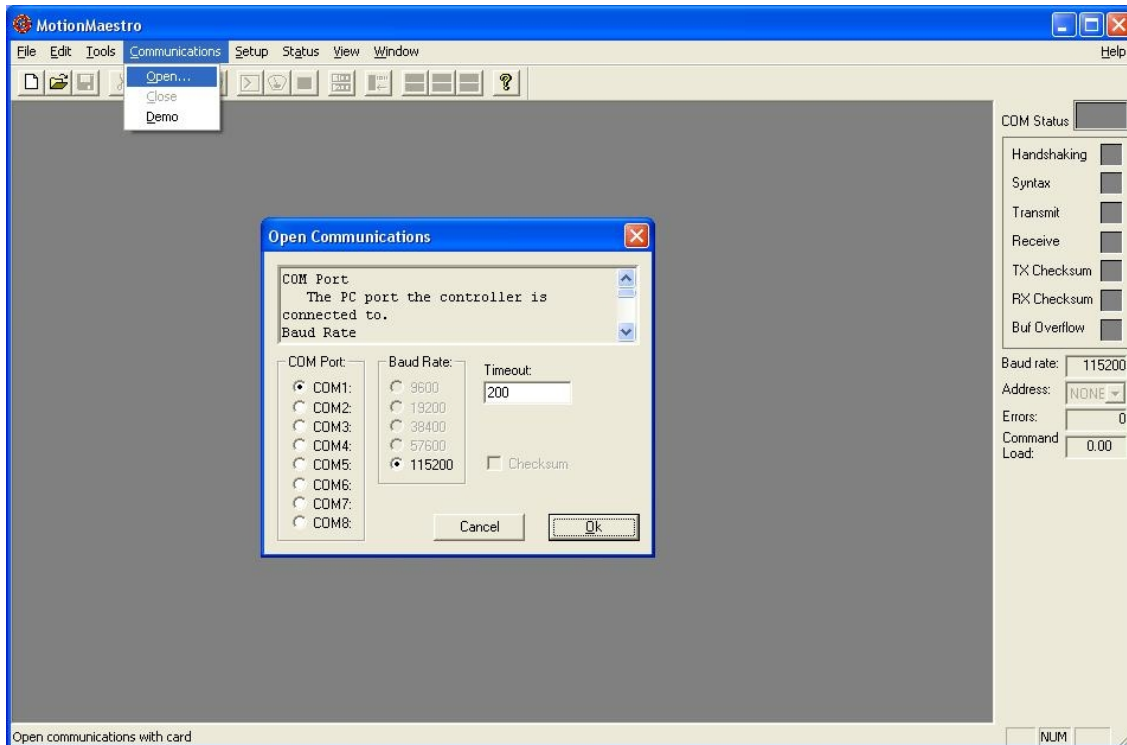 MotionMaestro
File Edit Tools Communications Setup Status View Window Help
Open...
Close
Demo
COM Status
Handshaking
Syntax
Transmit
Receive
TX Checksum
RX Checksum
Buf Overflow
Baud rate: 115200
Address: NONE
Errors: 0
Command
Load: 0.00
Open Communications
COM Port
The PC port the controller is
connected to.
Baud Rate
COM Port:
COM1:
COM2:
COM3:
COM4:
COM5:
COM6:
COM7:
COM8:
Baud Rate:
9600
19200
38400
57600
115200
Timeout:
200
Checksum
Cancel Ok
Open communications with card NUM